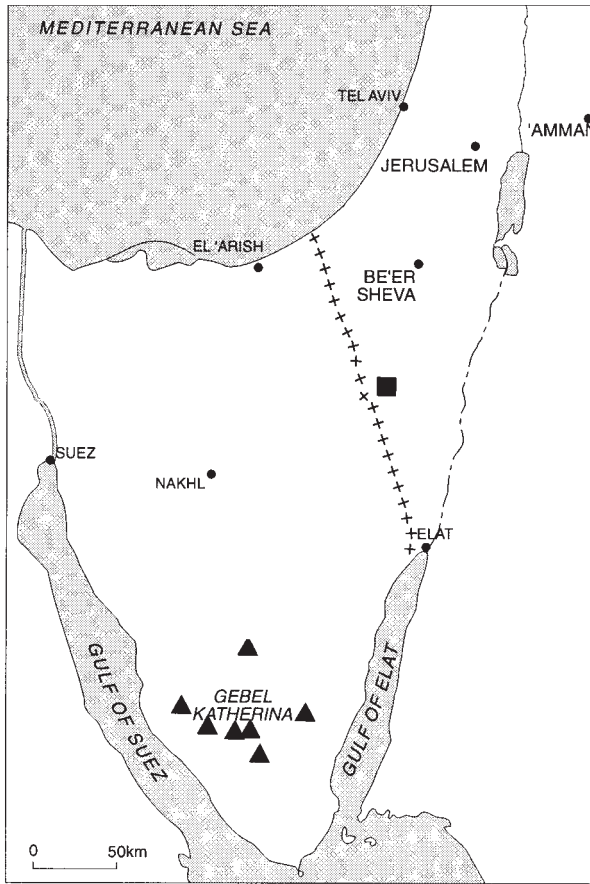 MEDITERRANEAN SEA
TEL AVIV
'AMMAN
JERUSALEM
EL 'ARISH
BE'ER
SHEVA
SUEZ
NAKHL
ELAT
GULF OF SUEZ
GEBEL
KATHERINA
GULF OF ELAT
0 50km